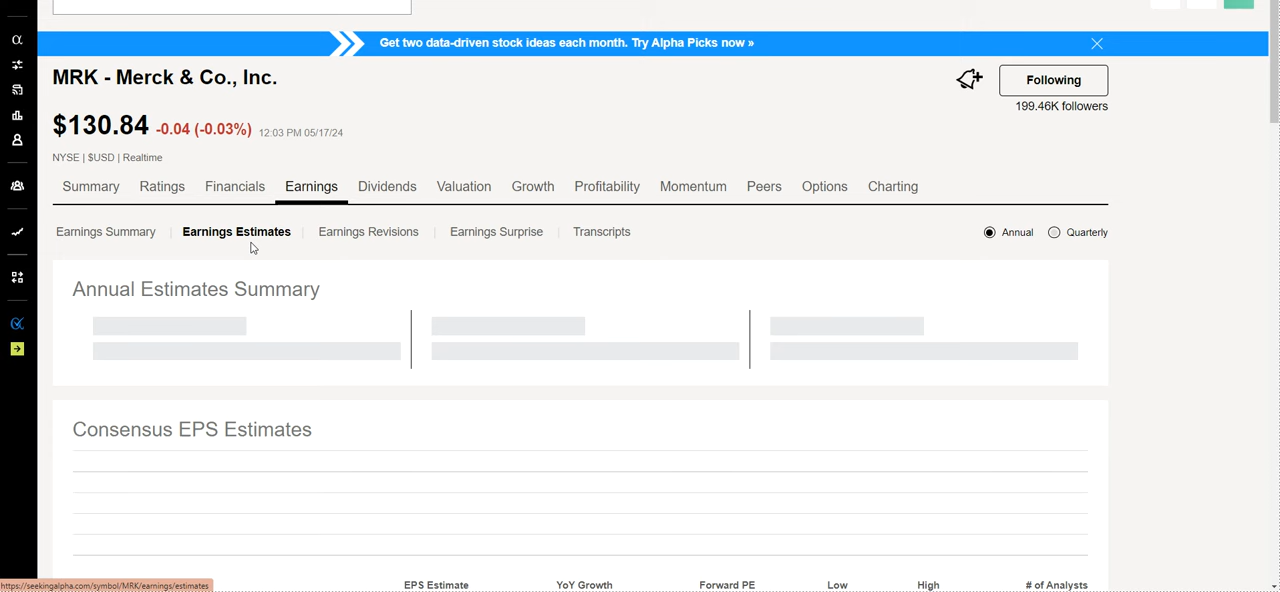 Get two data-driven stock ideas each month. Try Alpha Picks now »
MRK - Merck & Co., Inc.
Following
199.46K followers
$130.84 -0.04 (-0.03%) 12:03 PM 05/17/24
NYSE | $USD | Realtime
Summary Ratings Financials Earnings Dividends Valuation Growth Profitability Momentum Peers Options Charting
Earnings Summary | Earnings Estimates | Earnings Revisions | Earnings Surprise | Transcripts Annual Quarterly
Annual Estimates Summary
Consensus EPS Estimates
EPS Estimate YoY Growth Forward PE Low High # of Analysts
https://seekingalpha.com/symbol/MRK/earnings/estimates